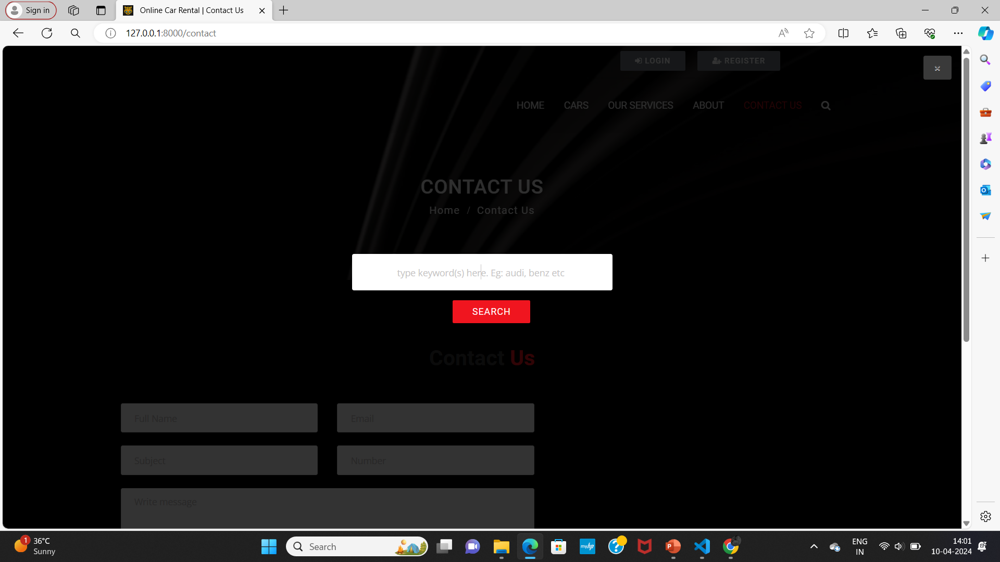 Sign in
Online Car Rental | Contact Us
127.0.0.1:8000/contact
LOGIN
REGISTER
HOME
CARS
OUR SERVICES
ABOUT
CONTACT US
CONTACT US
Home / Contact Us
type keyword(s) here. Eg: audi, benz etc
SEARCH
Contact Us
Full Name
Email
Subject
Number
Write message
1
36°C
Sunny
Search
myhp
ENG
IN
14:01
10-04-2024